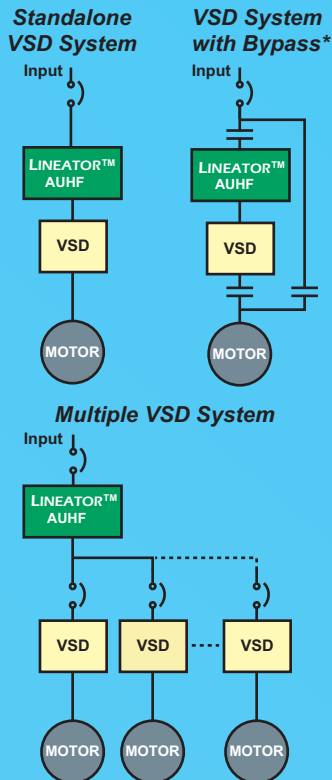 Standalone
VSD System
Input
LINEATOR™
AUHF
VSD
MOTOR
VSD System
with Bypass*
Input
LINEATOR™
AUHF
VSD
MOTOR
Multiple VSD System
Input
LINEATOR™
AUHF
VSD VSD VSD
MOTOR MOTOR MOTOR